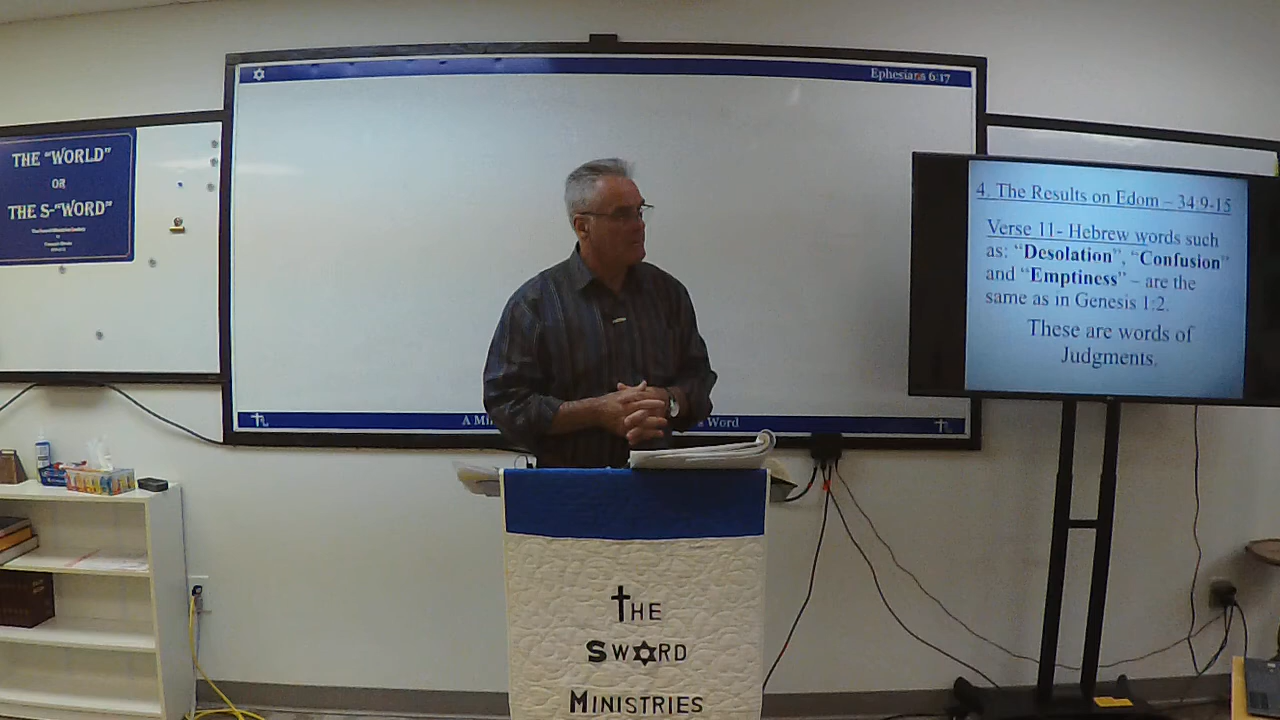 Ephesians 6:17
THE "WORLD"
OR
THE S-"WORD"
4. The Results on Edom – 34:9-15
Verse 11- Hebrew words such
as: "Desolation", "Confusion"
and "Emptiness" – are the
same as in Genesis 1:2.
These are words of
Judgments.
A Word
THE
SWORD
MINISTRIES